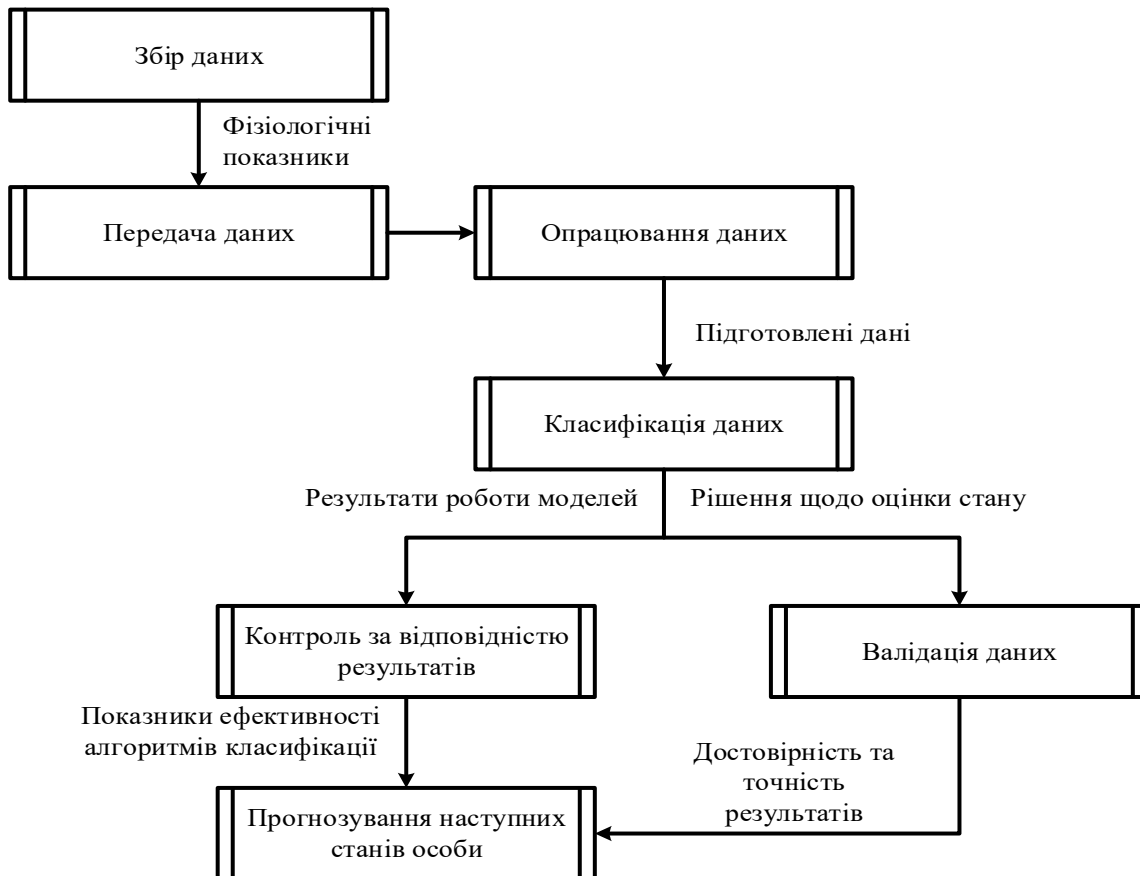 Збір даних
Фізіологічні
показники
Передача даних
Опрацювання даних
Підготовлені дані
Класифікація даних
Результати роботи моделей
Рішення щодо оцінки стану
Контроль за відповідністю
результатів
Валідація даних
Показники ефективності
алгоритмів класифікації
Достовірність та
точність
результатів
Прогнозування наступних
станів особи